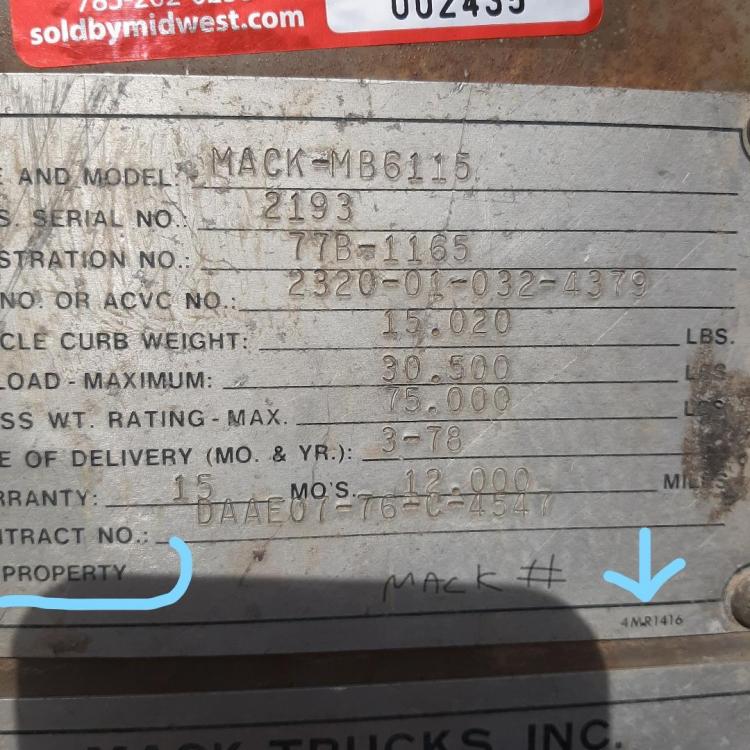 soldbymidwest.com
002435
AND MODEL: MACK-MB6115
S. SERIAL NO.: 2193
STRATION NO.: 77B-1165
NO. OR ACVC NO.: 2320-01-032-4379
CLE CURB WEIGHT: 15.020 LBS.
LOAD-MAXIMUM: 30.500 LBS
SS WT. RATING-MAX. 75.000
E OF DELIVERY (MO. & YR.): 3-78
RRANTY: 15 MO'S. 12.000
TRACT NO.: DAAE07-76-C-4547
PROPERTY
MACK #
4MR1416
MACK TRUCKS INC.